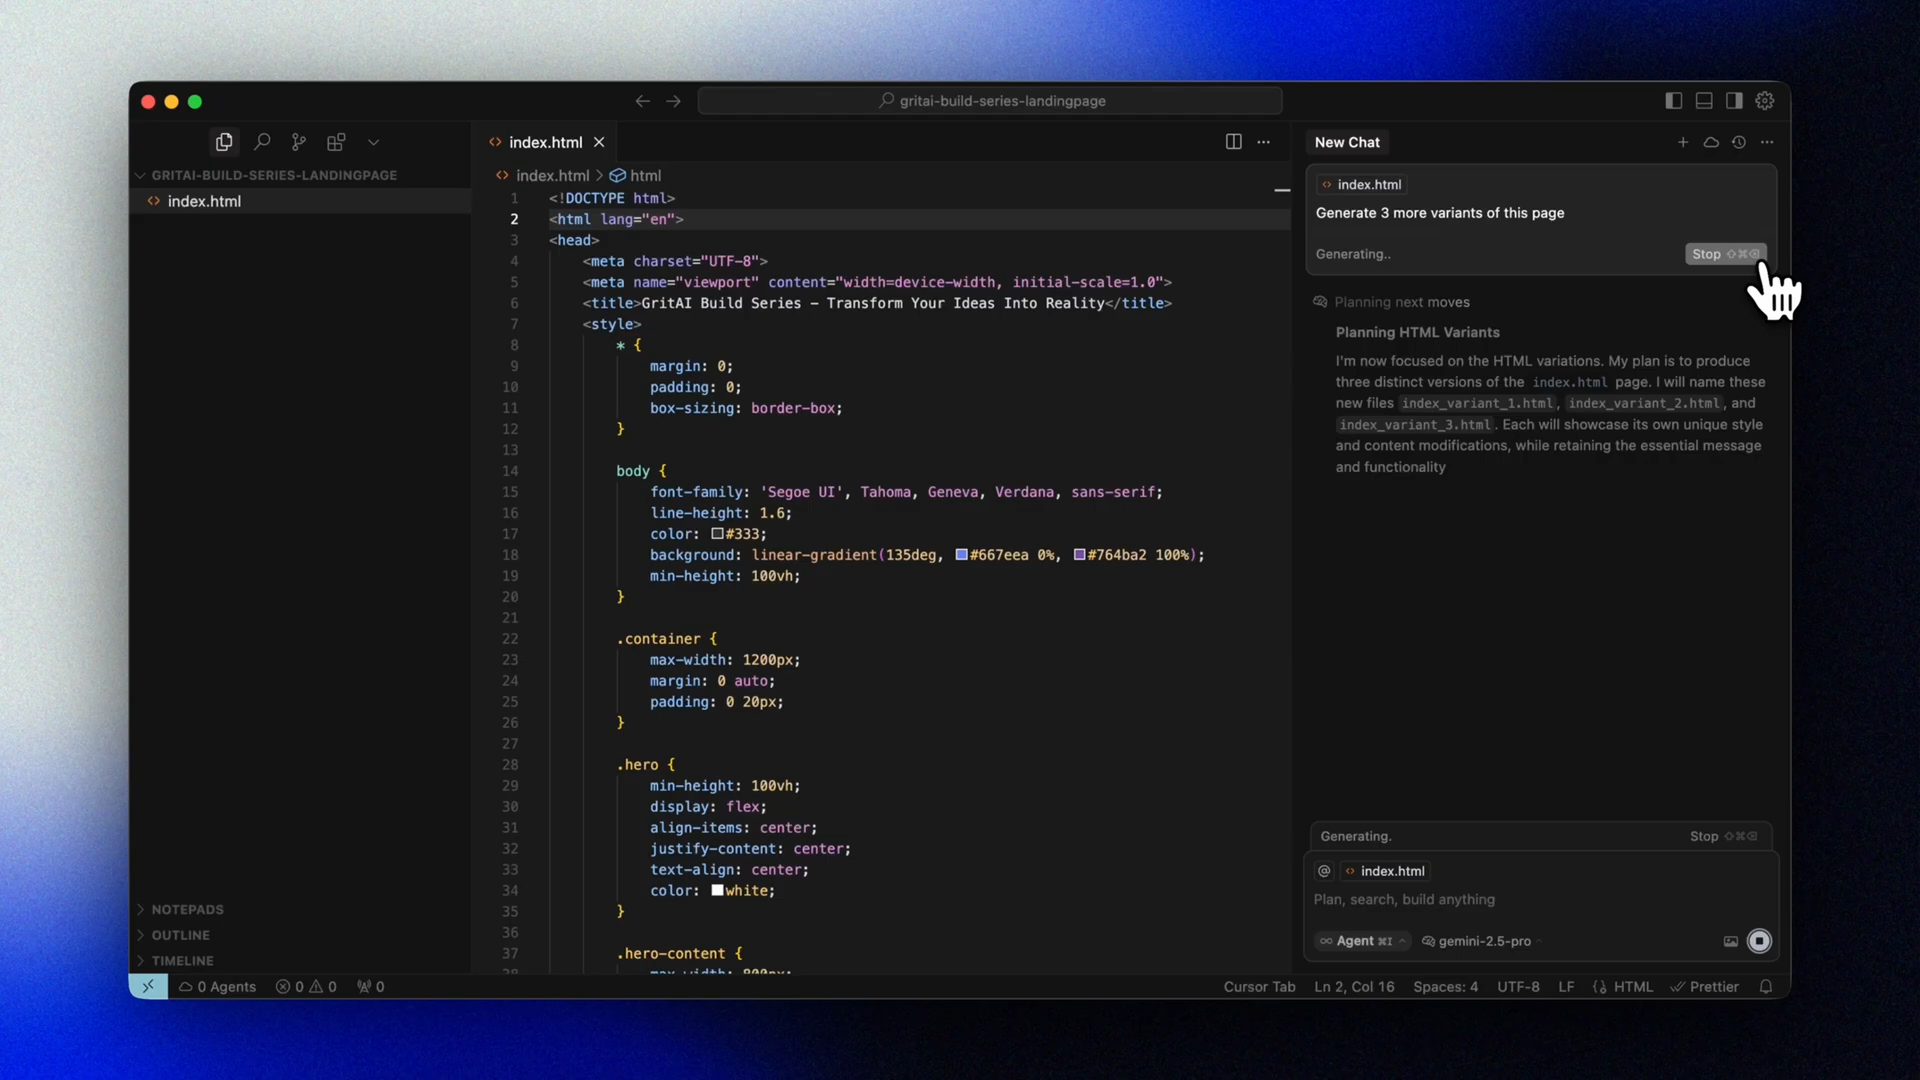 gritai-build-series-landingpage
GRITAI-BUILD-SERIES-LANDINGPAGE
index.html
NOTEPADS
OUTLINE
TIMELINE
index.html
index.html > html
1 <!DOCTYPE html>
2 <html lang="en">
3 <head>
4 <meta charset="UTF-8">
5 <meta name="viewport" content="width=device-width, initial-scale=1.0">
6 <title>GritAI Build Series – Transform Your Ideas Into Reality</title>
7 <style>
8 * {
9 margin: 0;
10 padding: 0;
11 box-sizing: border-box;
12 }
13
14 body {
15 font-family: 'Segoe UI', Tahoma, Geneva, Verdana, sans-serif;
16 line-height: 1.6;
17 color: #333;
18 background: linear-gradient(135deg, #667eea 0%, #764ba2 100%);
19 min-height: 100vh;
20 }
21
22 .container {
23 max-width: 1200px;
24 margin: 0 auto;
25 padding: 0 20px;
26 }
27
28 .hero {
29 min-height: 100vh;
30 display: flex;
31 align-items: center;
32 justify-content: center;
33 text-align: center;
34 color: white;
35 }
36
37 .hero-content {
38 max-width: 800px;
New Chat
index.html
Generate 3 more variants of this page
Generating.. Stop ⇧⌘⌫
Planning next moves
Planning HTML Variants
I'm now focused on the HTML variations. My plan is to produce
three distinct versions of the index.html page. I will name these
new files index_variant_1.html, index_variant_2.html, and
index_variant_3.html. Each will showcase its own unique style
and content modifications, while retaining the essential message
and functionality
Generating. Stop ⇧⌘⌫
@ index.html
Plan, search, build anything
∞ Agent ⌘I gemini-2.5-pro
0 Agents 0 0 0 Cursor Tab Ln 2, Col 16 Spaces: 4 UTF-8 LF HTML Prettier